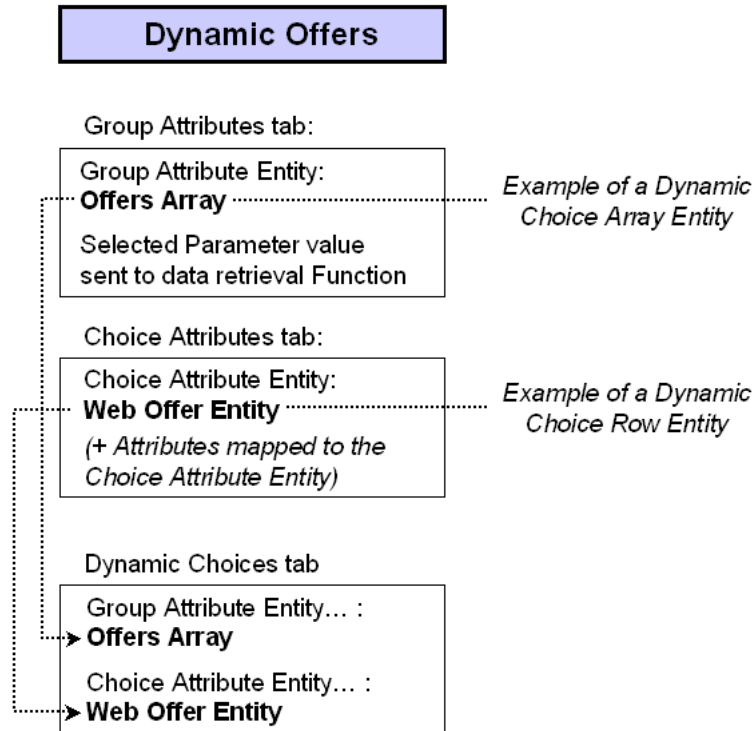 Dynamic Offers
Group Attributes tab:
Group Attribute Entity:
Offers Array
Selected Parameter value
sent to data retrieval Function
Example of a Dynamic
Choice Array Entity
Choice Attributes tab:
Choice Attribute Entity:
Web Offer Entity
(+ Attributes mapped to the
Choice Attribute Entity)
Example of a Dynamic
Choice Row Entity
Dynamic Choices tab
Group Attribute Entity… :
Offers Array
Choice Attribute Entity… :
Web Offer Entity